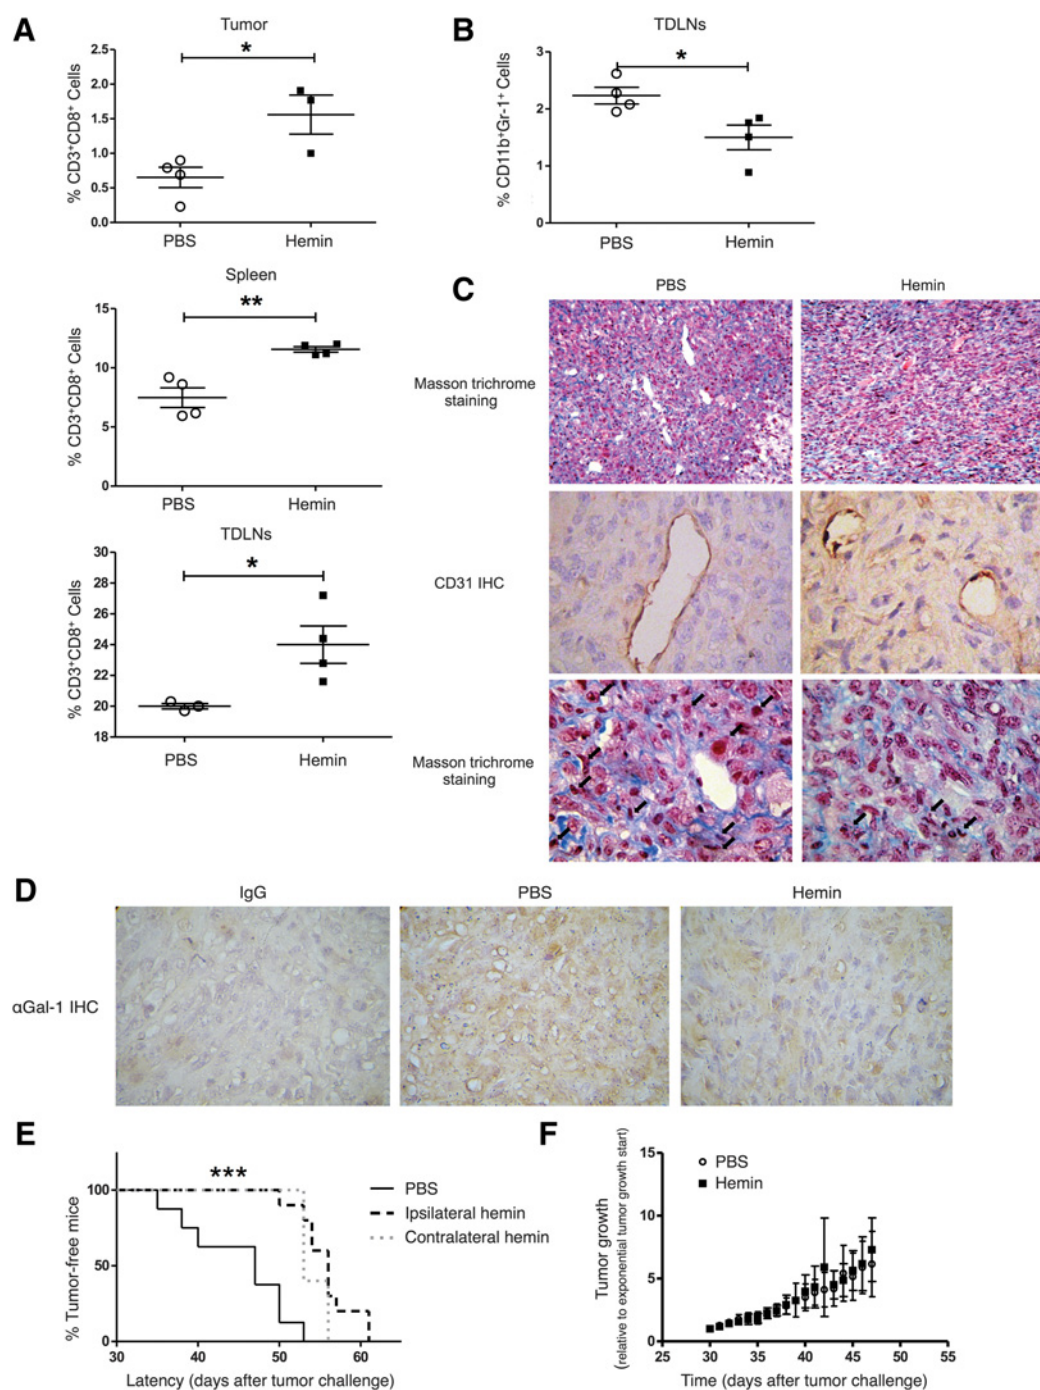 A
Tumor
*
% CD3⁺CD8⁺ Cells
2.5
2.0
1.5
1.0
0.5
0.0
PBS
Hemin
Spleen
**
% CD3⁺CD8⁺ Cells
15
10
5
0
PBS
Hemin
TDLNs
*
% CD3⁺CD8⁺ Cells
30
28
26
24
22
20
18
PBS
Hemin
B
TDLNs
*
% CD11b⁺Gr-1⁺ Cells
3
2
1
0
PBS
Hemin
C
PBS
Hemin
Masson trichrome
staining
CD31 IHC
Masson trichrome
staining
D
IgG
PBS
Hemin
αGal-1 IHC
E
***
% Tumor-free mice
100
50
0
30
40
50
60
Latency (days after tumor challenge)
PBS
Ipsilateral hemin
Contralateral hemin
F
Tumor growth
(relative to exponential tumor growth start)
15
10
5
0
PBS
Hemin
25
30
35
40
45
50
55
Time (days after tumor challenge)